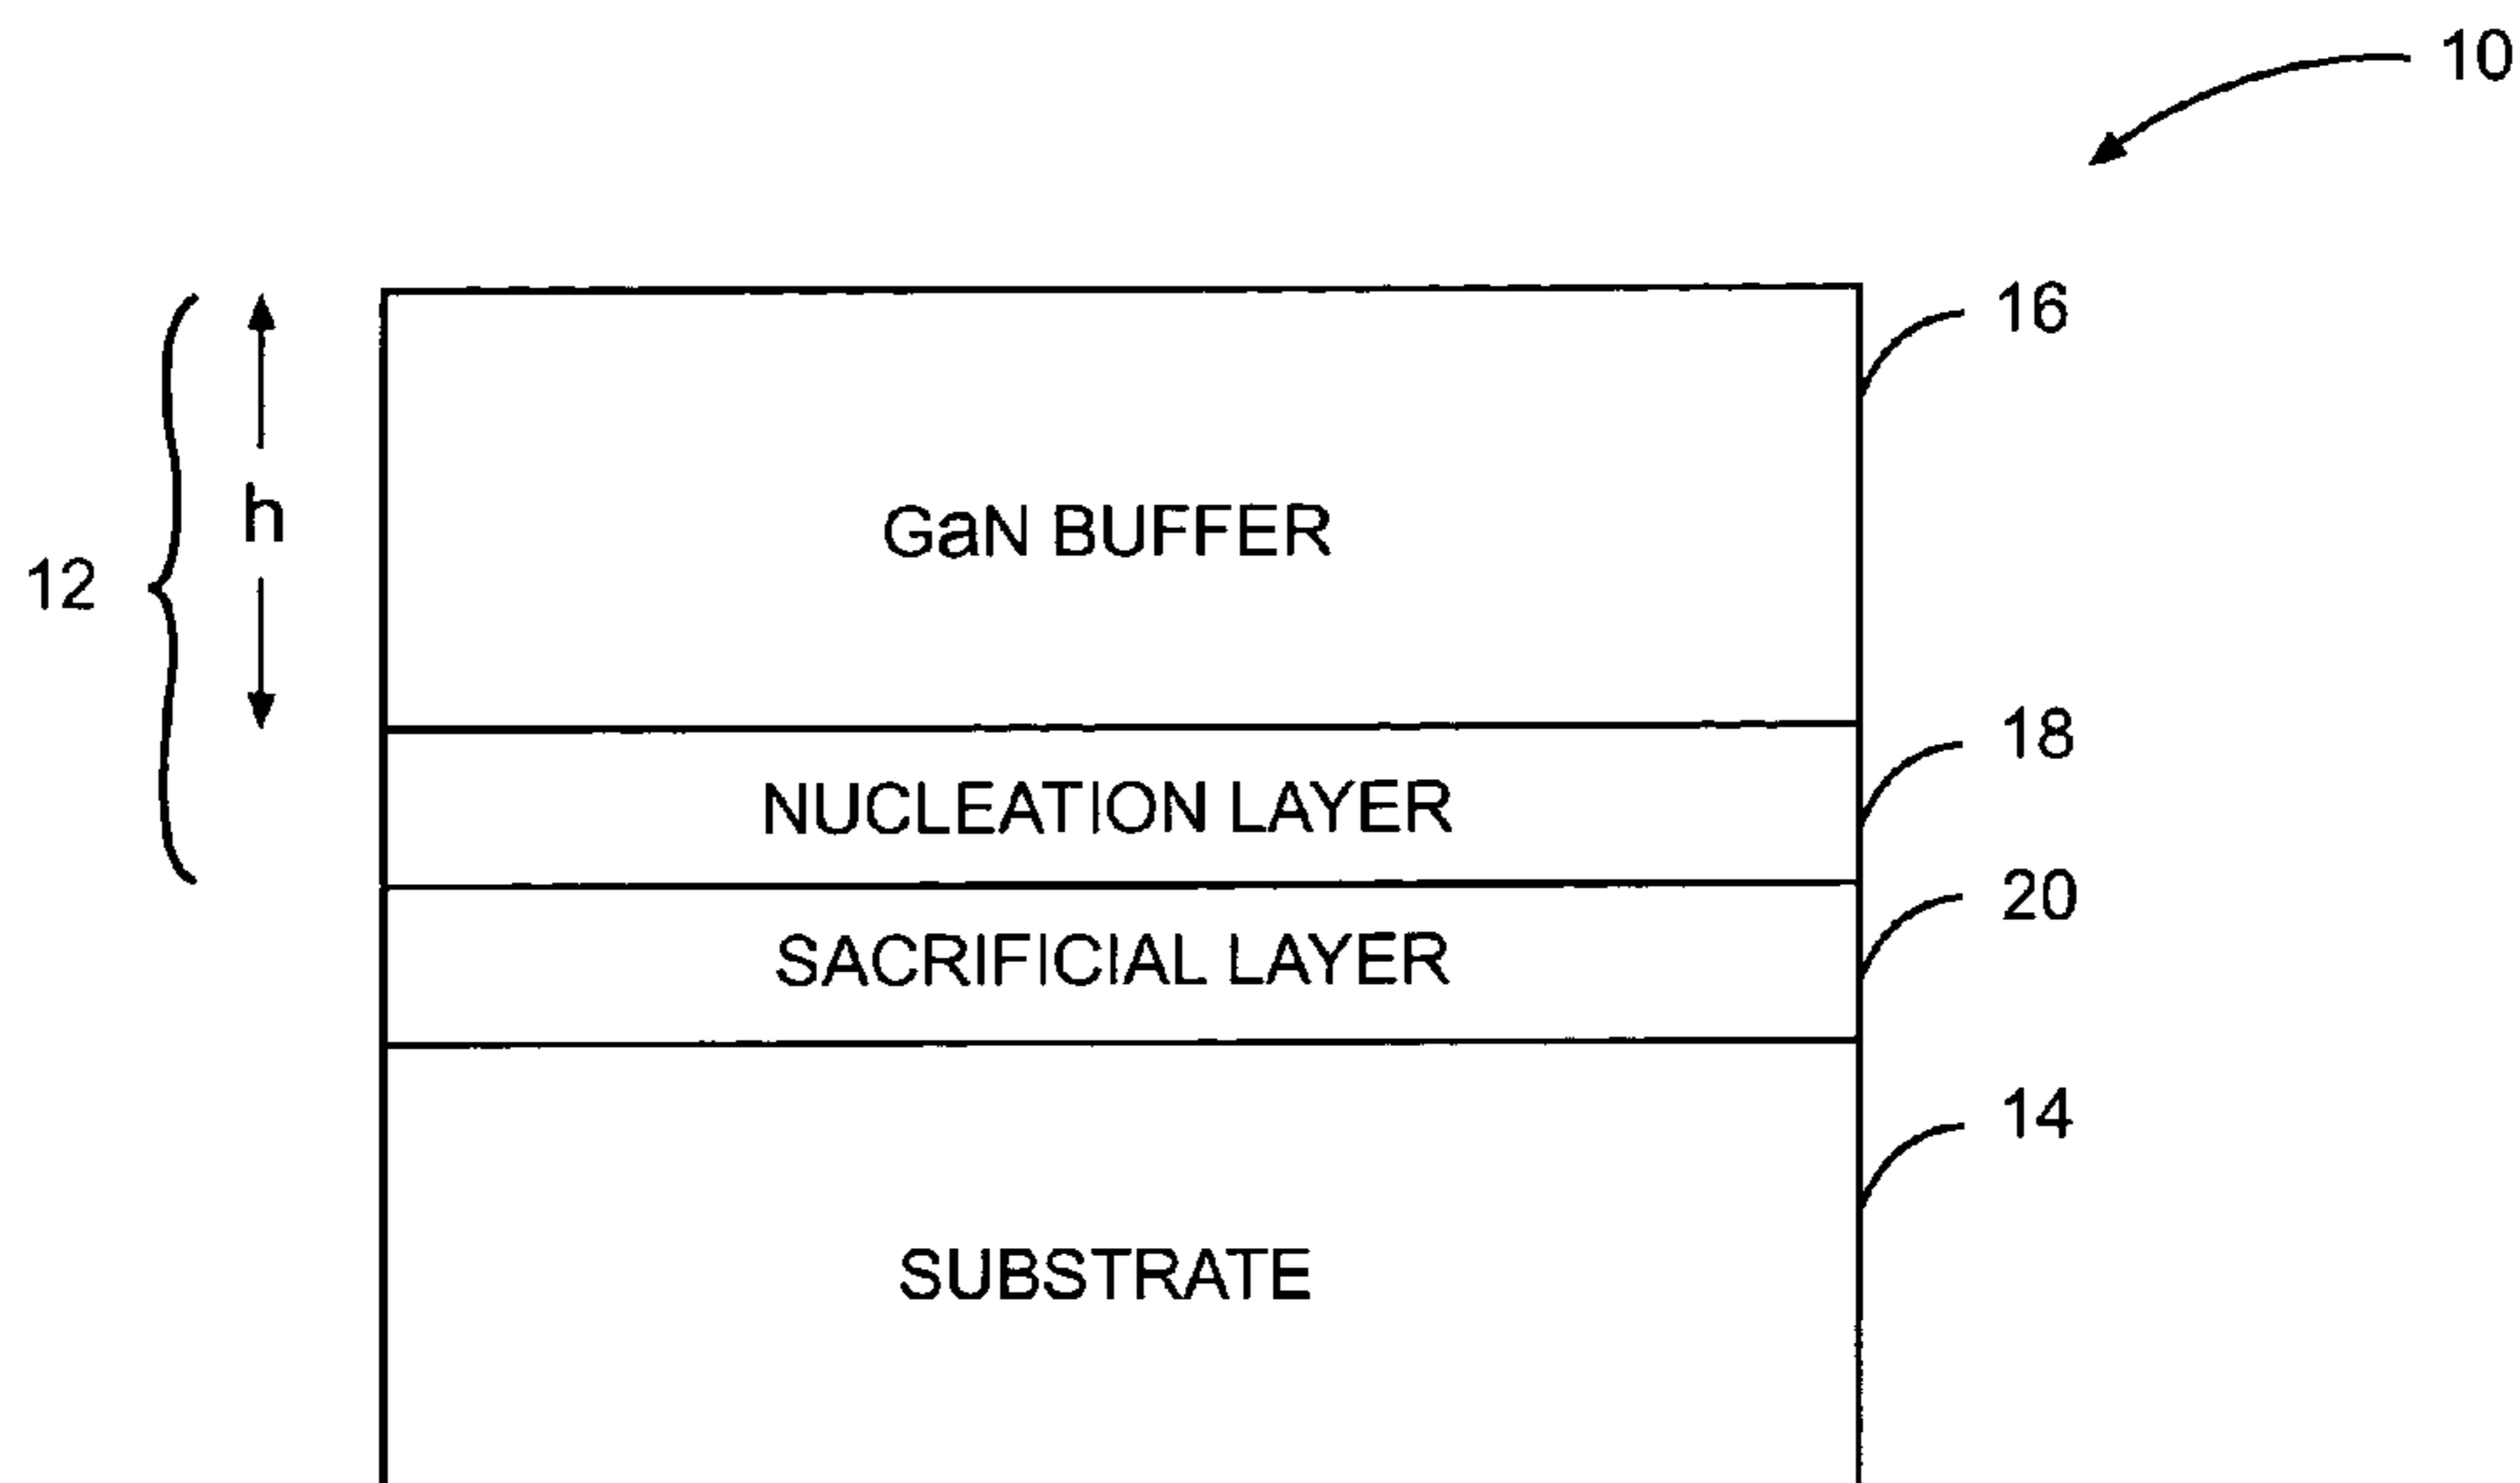 10
16
h
GaN BUFFER
12
18
NUCLEATION LAYER
20
SACRIFICIAL LAYER
14
SUBSTRATE